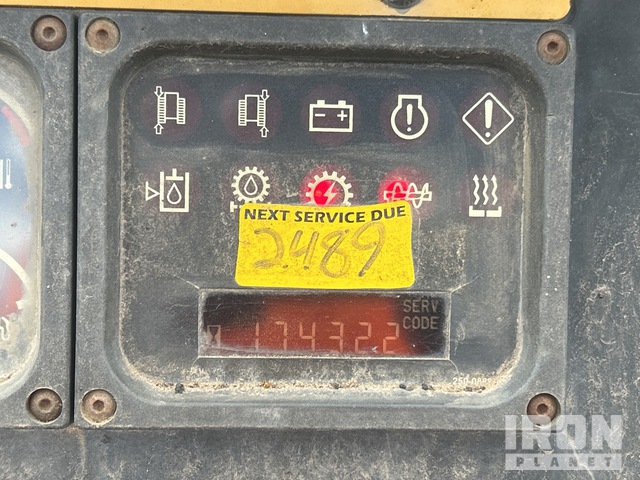 NEXT SERVICE DUE
2489
SERV
174322 CODE
IRON
PLANET